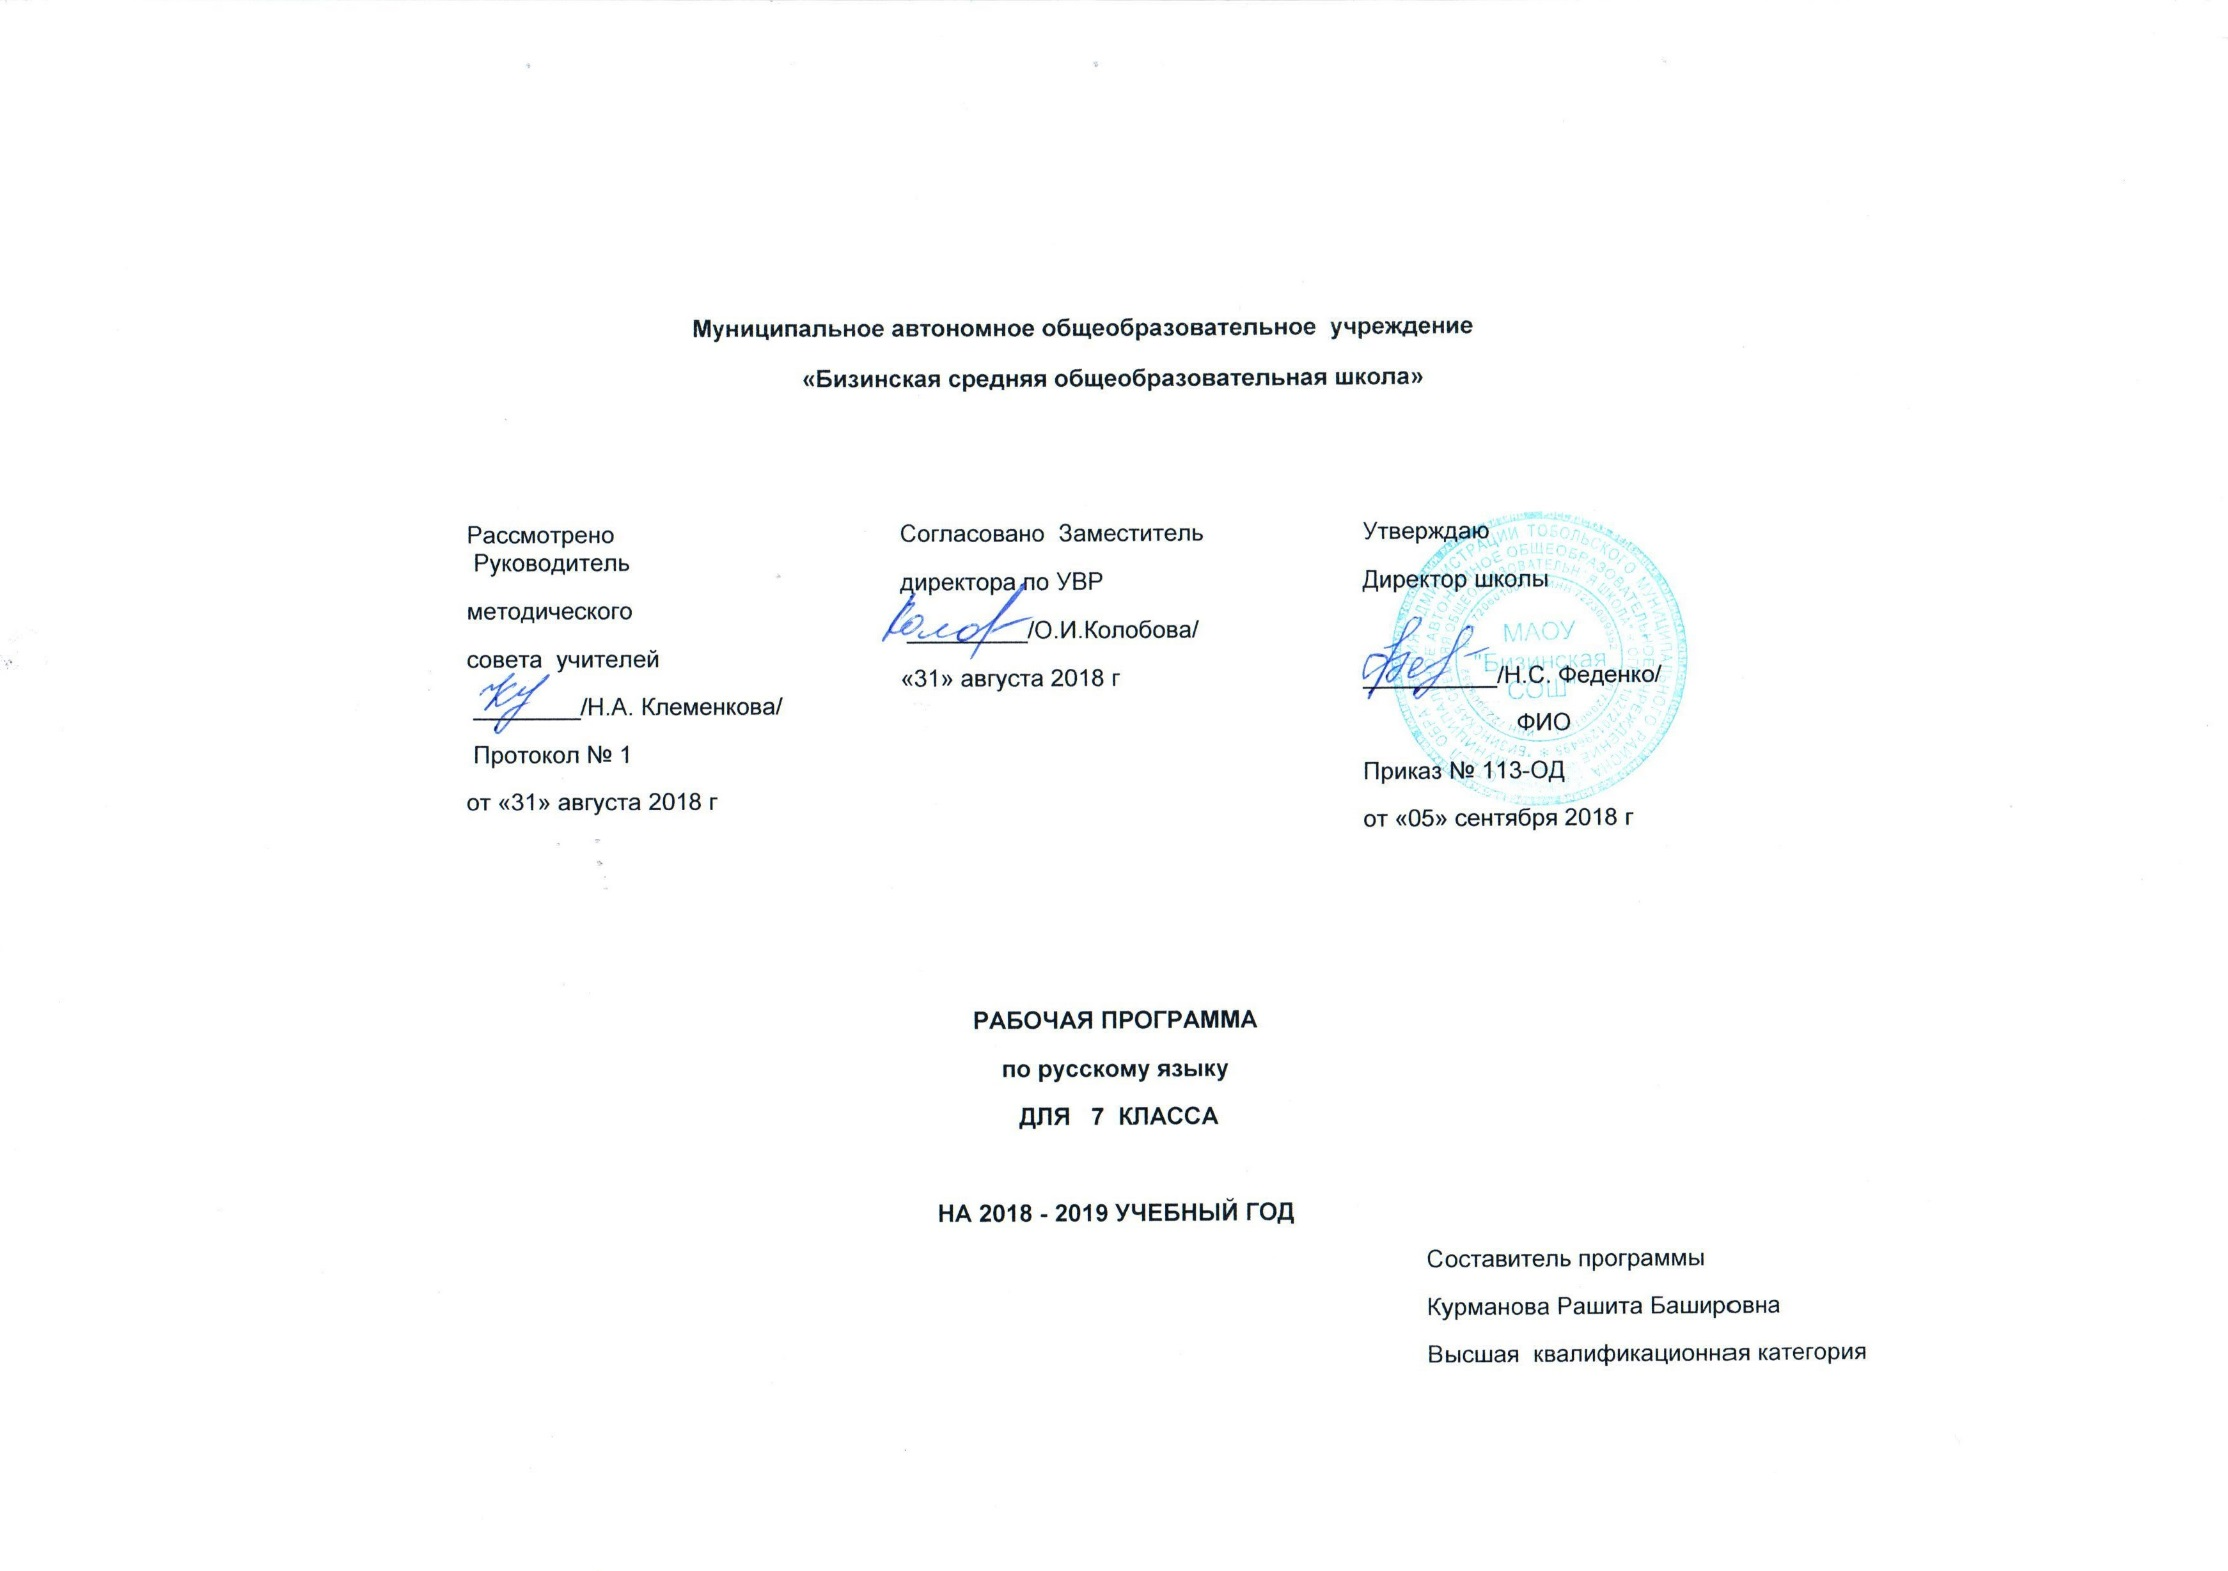 Муниципальное автономное общеобразовательное учреждение
«Бизинская средняя общеобразовательная школа»
Рассмотрено
Руководитель
методического
совета учителей
/Н.А. Клеменкова/
Протокол № 1
от «31» августа 2018 г
Согласовано Заместитель
директора по УВР
/О.И.Колобова/
«31» августа 2018 г
Утверждаю
Директор школы
/Н.С. Феденко/
ФИО
Приказ № 113-ОД
от «05» сентября 2018 г
МАОУ
"Бизинская
СОШ"
РАБОЧАЯ ПРОГРАММА
по русскому языку
ДЛЯ 7 КЛАССА
НА 2018 - 2019 УЧЕБНЫЙ ГОД
Составитель программы
Курманова Рашита Башировна
Высшая квалификационная категория